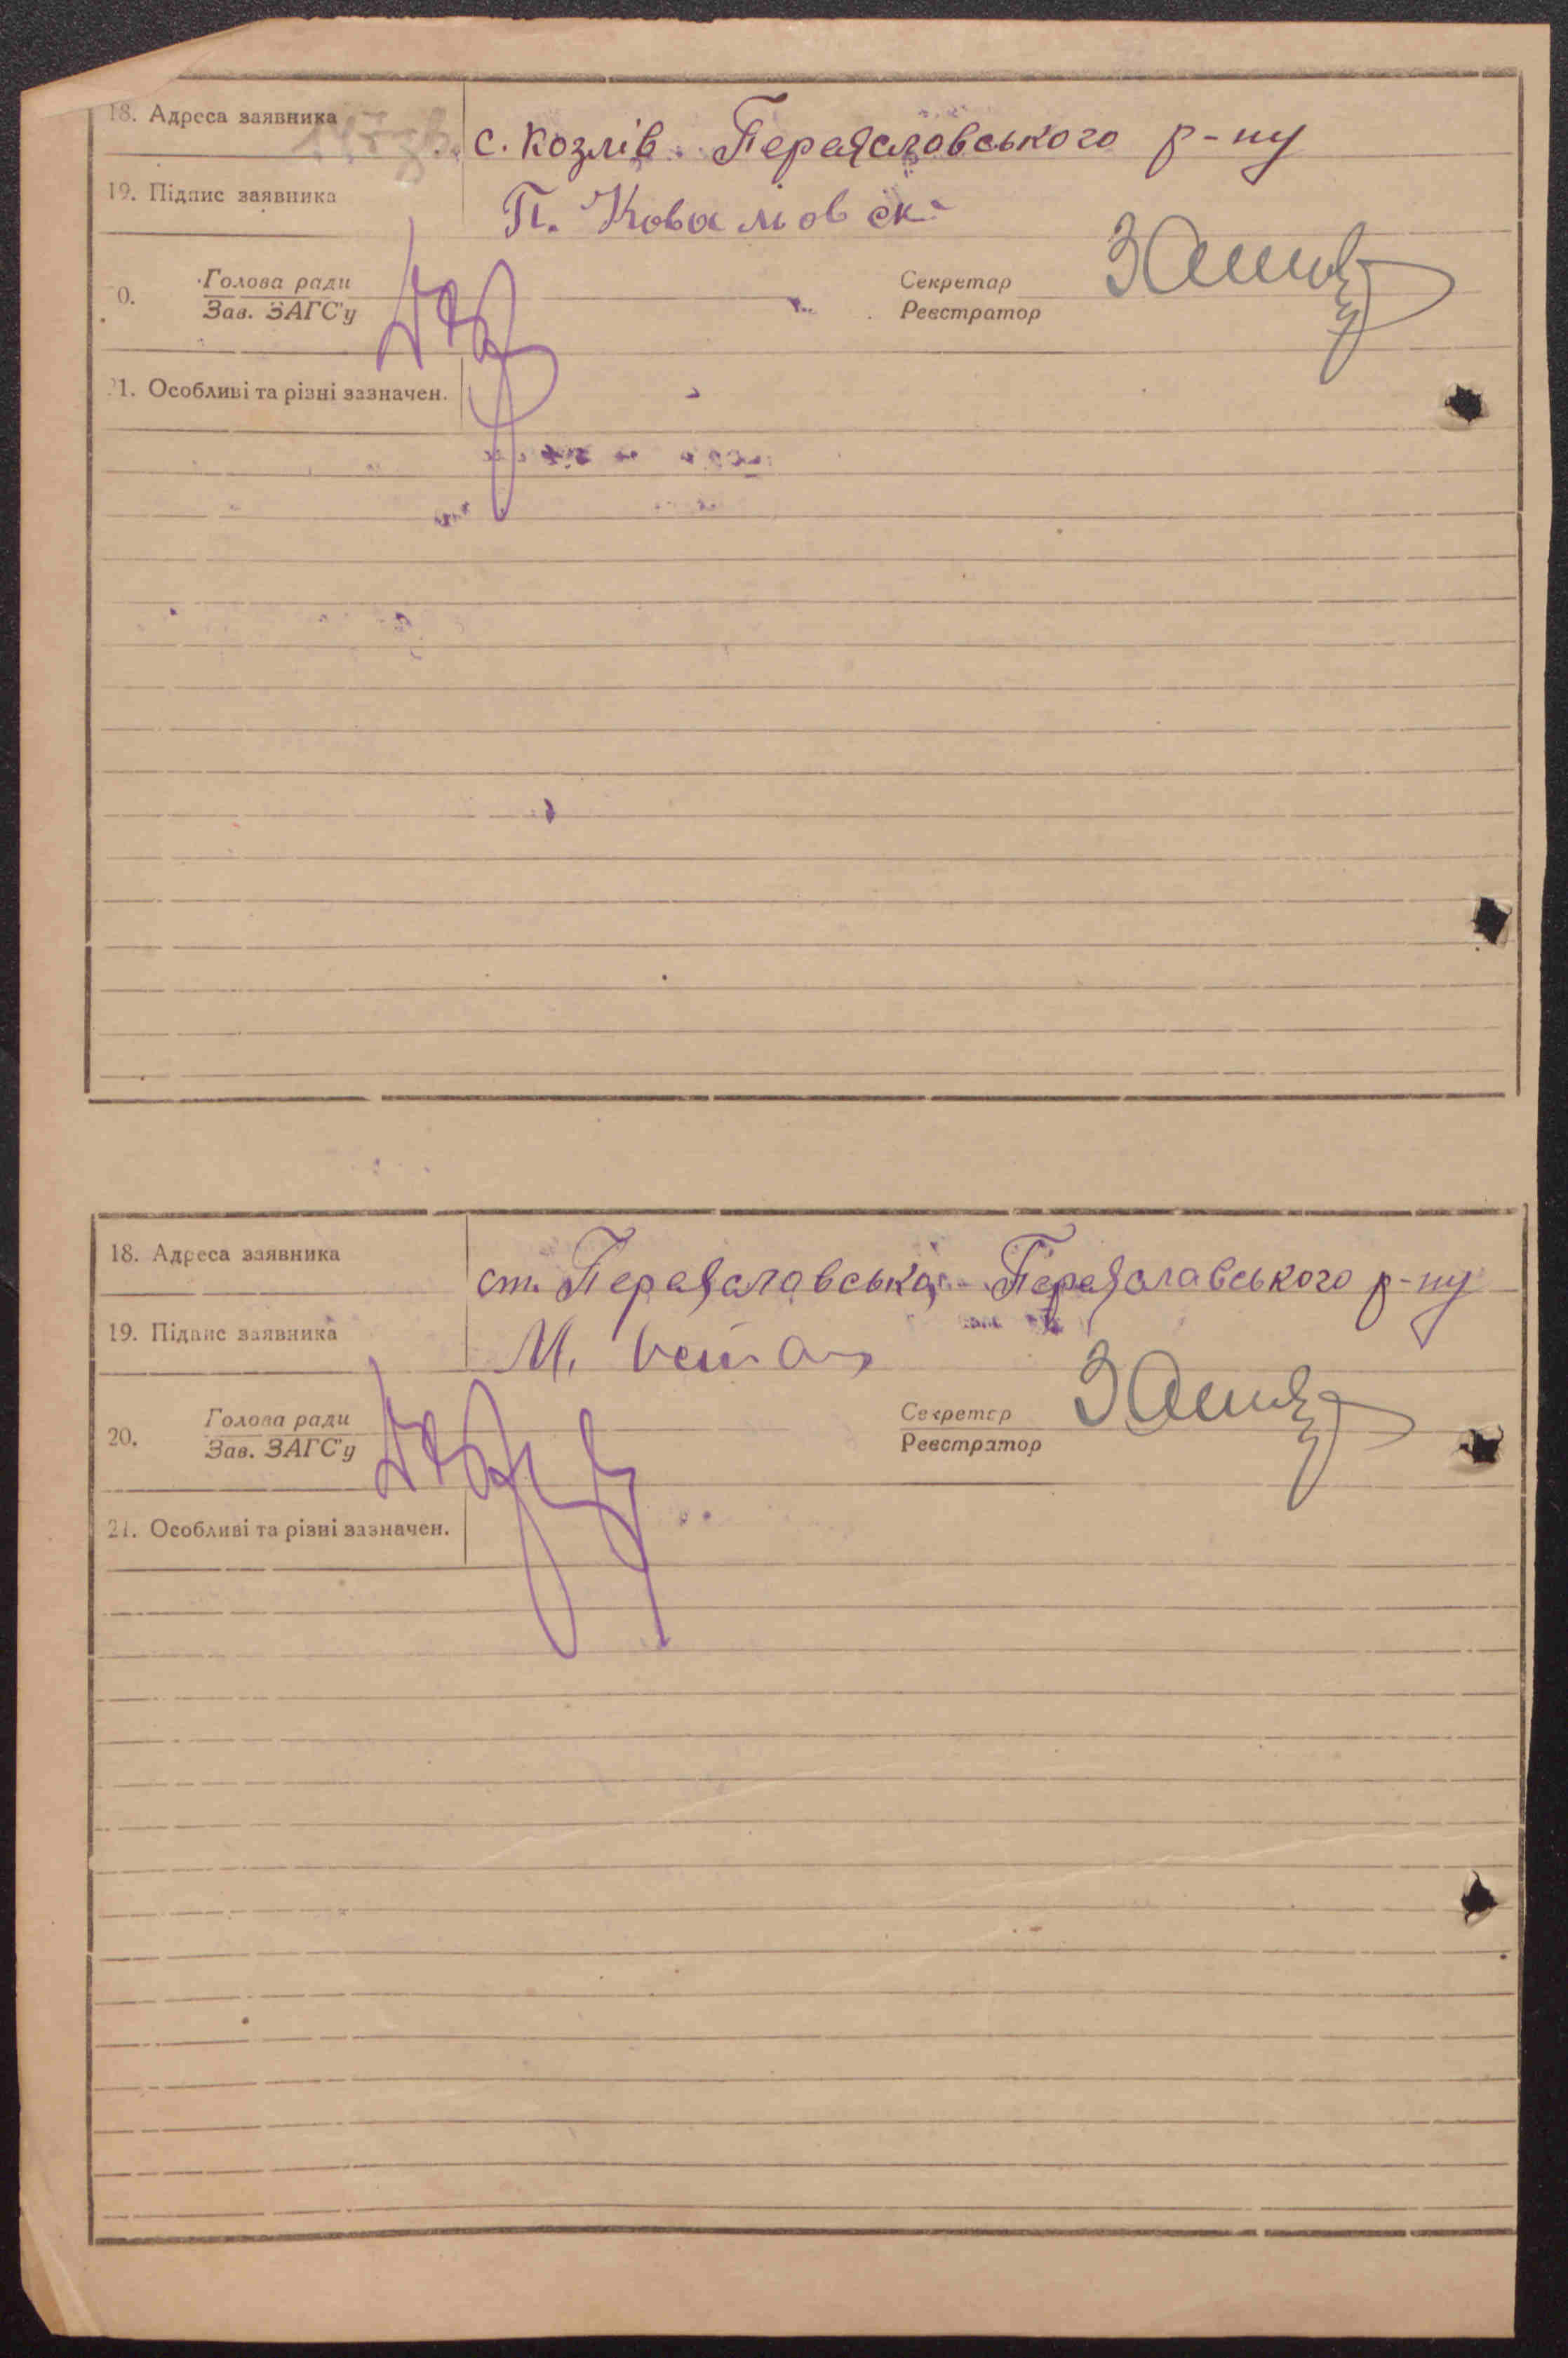 18. Адреса заявника с. Козлів Переяславського р-ну
19. Підпис заявника П.
Голова ради Секретар
0. Зав. ЗАГС'у Реєстратор
21. Особливі та різні зазначен.
18. Адреса заявника ст. Переяславська Переяславського р-ну
19. Підпис заявника М.
Голова ради Секретар
20. Зав. ЗАГС'у Реєстратор
21. Особливі та різні зазначен.